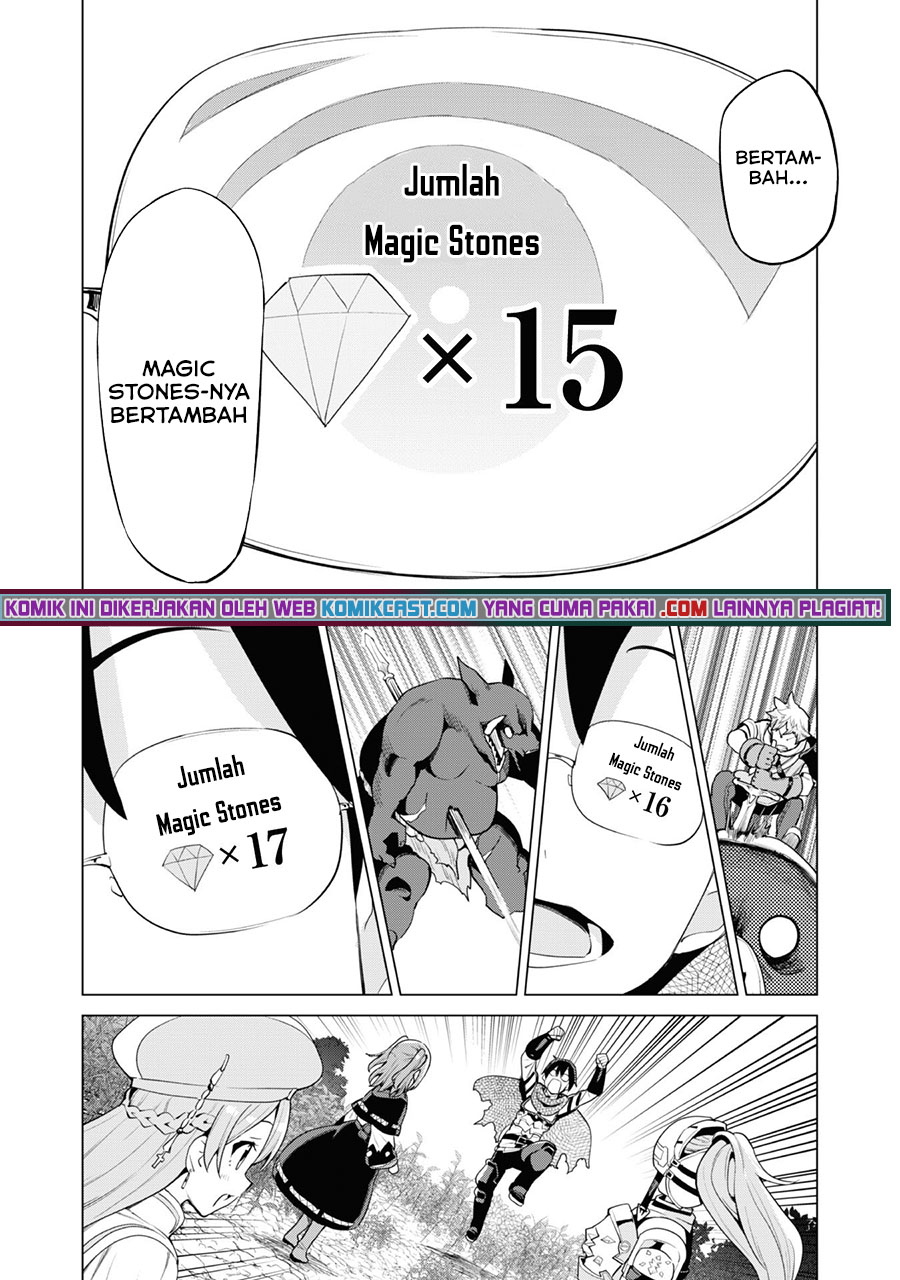 BERTAM-
BAH...
Jumlah
Magic Stones
× 15
MAGIC
STONES-NYA
BERTAMBAH
KOMIK INI DIKERJAKAN OLEH WEB KOMIKCAST.COM YANG CUMA PAKAI .COM LAINNYA PLAGIAT!
Jumlah
Magic Stones
× 16
Jumlah
Magic Stones
× 17